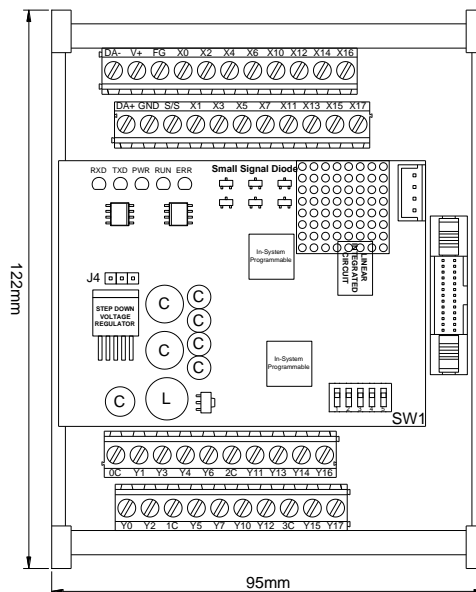 DA- V+ FG X0 X2 X4 X6 X10 X12 X14 X16
DA+ GND S/S X1 X3 X5 X7 X11 X13 X15 X17
RXD TXD PWR RUN ERR
Small Signal Diode
In-System
Programmable
LINEAR
INTEGRATED
CIRCUIT
J4
STEP DOWN
VOLTAGE
REGULATOR
C
C
C
C
C
C
C
L
In-System
Programmable
1 2 3 4 5
SW1
0C Y1 Y3 Y4 Y6 2C Y11 Y13 Y14 Y16
Y0 Y2 1C Y5 Y7 Y10 Y12 3C Y15 Y17
122mm
95mm